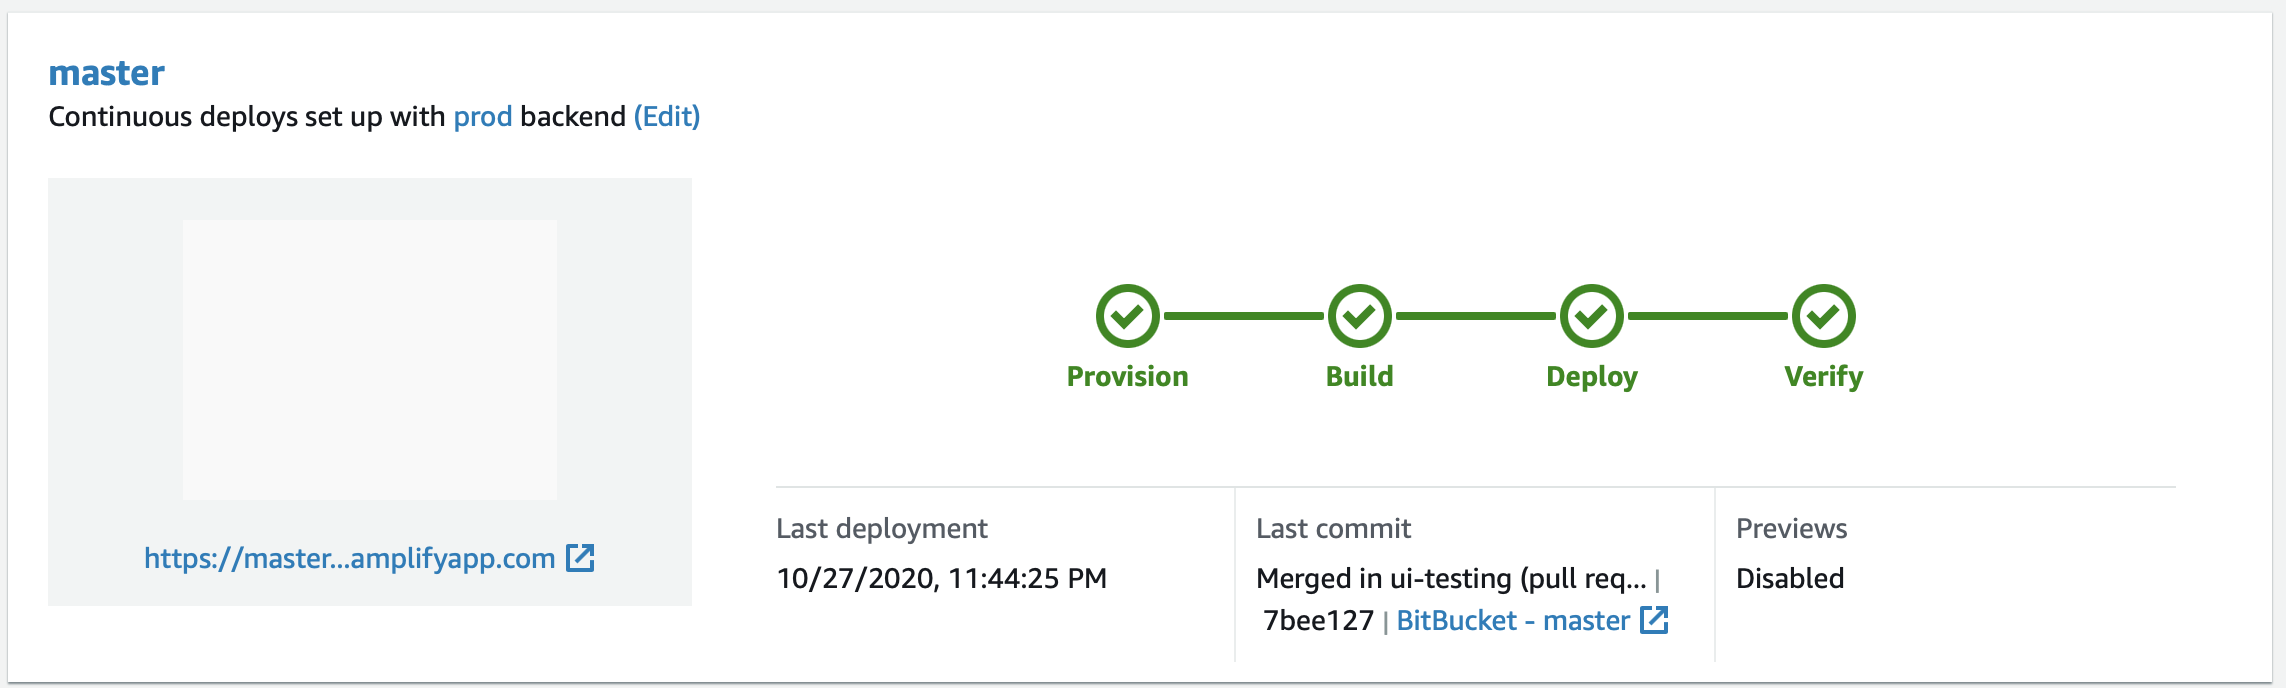 master
Continuous deploys set up with prod backend (Edit)
https://master...amplifyapp.com
Provision
Build
Deploy
Verify
Last deployment
10/27/2020, 11:44:25 PM
Last commit
Merged in ui-testing (pull req... |
7bee127 | BitBucket - master
Previews
Disabled